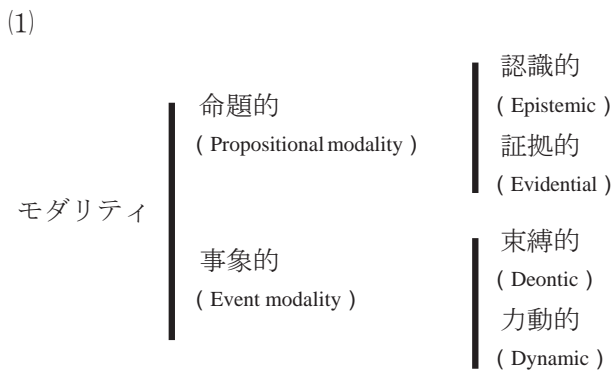 (1)
モダリティ
命題的
( Propositional modality )
認識的
( Epistemic )
証拠的
( Evidential )
事象的
( Event modality )
束縛的
( Deontic )
力動的
( Dynamic )